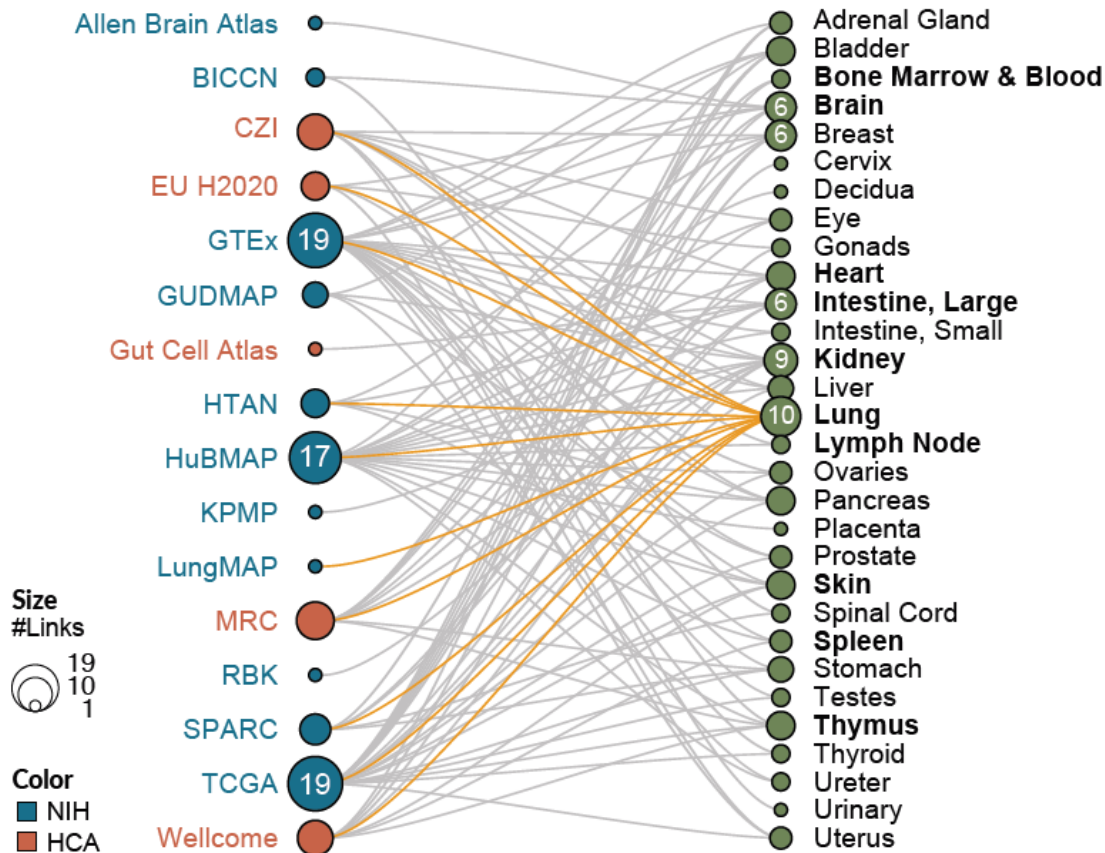 Allen Brain Atlas
BICCN
CZI
EU H2020
GTEx
19
GUDMAP
Gut Cell Atlas
HTAN
HuBMAP
17
KPMP
LungMAP
MRC
RBK
SPARC
TCGA
19
Wellcome
Size
#Links
19
10
1
Color
NIH
HCA
Adrenal Gland
Bladder
Bone Marrow & Blood
6 Brain
6 Breast
Cervix
Decidua
Eye
Gonads
Heart
6 Intestine, Large
Intestine, Small
9 Kidney
Liver
10 Lung
Lymph Node
Ovaries
Pancreas
Placenta
Prostate
Skin
Spinal Cord
Spleen
Stomach
Testes
Thymus
Thyroid
Ureter
Urinary
Uterus